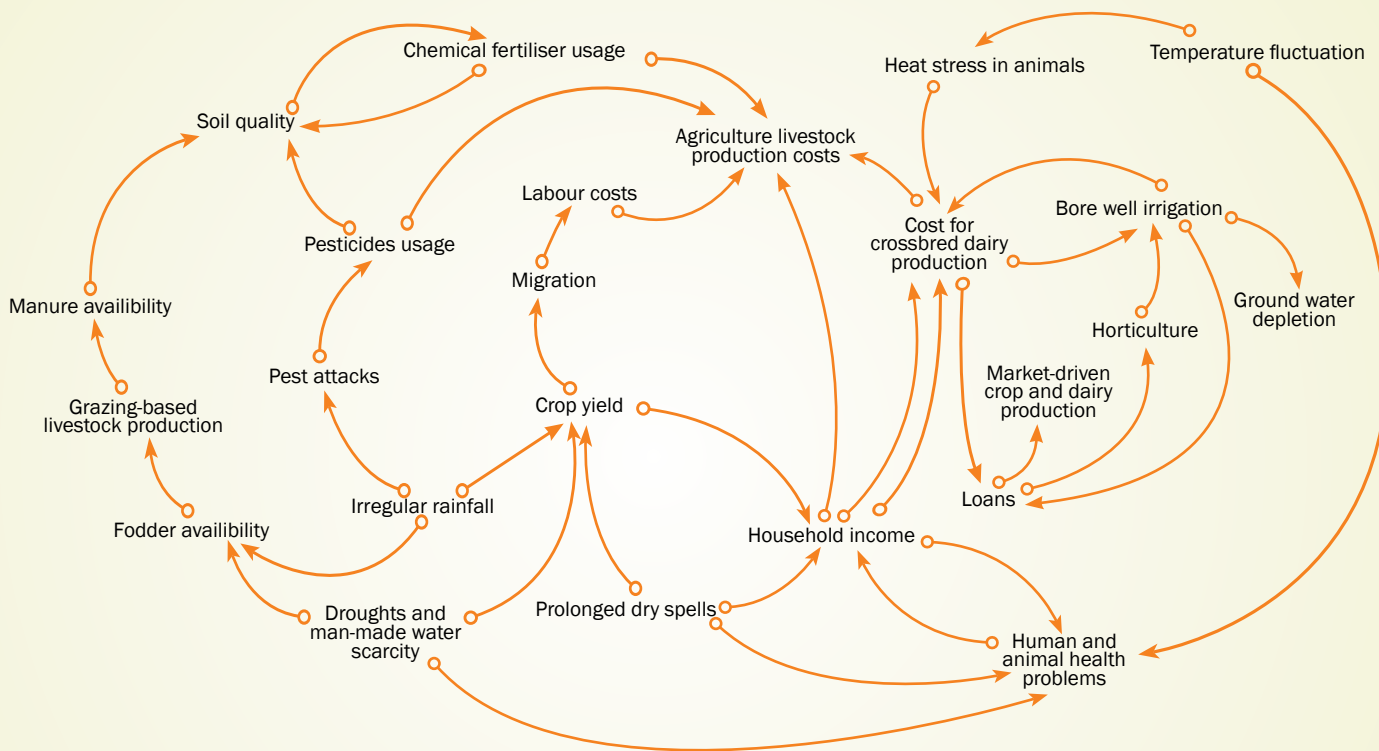 Chemical fertiliser usage
Temperature fluctuation
Heat stress in animals
Soil quality
Agriculture livestock
production costs
Labour costs
Bore well irrigation
Cost for
crossbred dairy
production
Pesticides usage
Migration
Ground water
depletion
Manure availibility
Horticulture
Pest attacks
Market-driven
crop and dairy
production
Grazing-based
livestock production
Crop yield
Loans
Irregular rainfall
Fodder availibility
Household income
Droughts and
man-made water
scarcity
Prolonged dry spells
Human and
animal health
problems